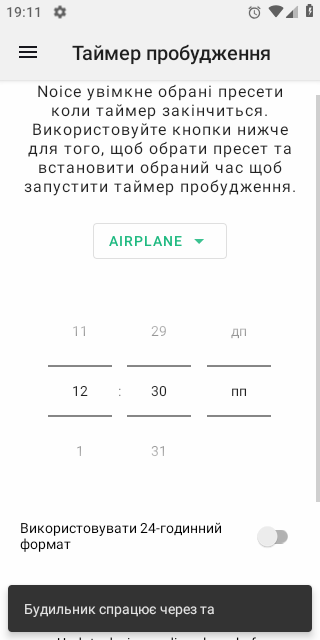 19:11
Таймер пробудження
Noice увімкне обрані пресети
коли таймер закінчиться.
Використовуйте кнопки нижче
для того, щоб обрати пресет та
встановити обраний час щоб
запустити таймер пробудження.
AIRPLANE
11 29 дп
12 : 30 пп
1 31
Використовувати 24-годинний
формат
Будильник спрацює через та